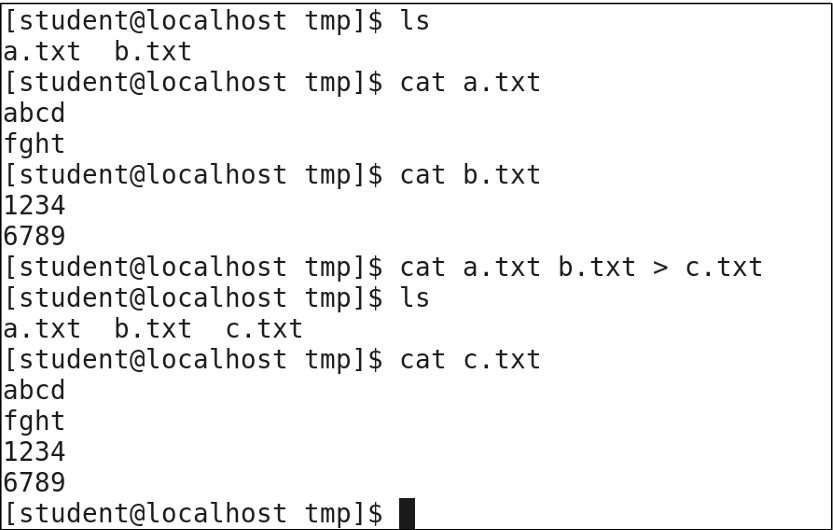 [student@localhost tmp]$ ls
a.txt  b.txt
[student@localhost tmp]$ cat a.txt
abcd
fght
[student@localhost tmp]$ cat b.txt
1234
6789
[student@localhost tmp]$ cat a.txt b.txt > c.txt
[student@localhost tmp]$ ls
a.txt  b.txt  c.txt
[student@localhost tmp]$ cat c.txt
abcd
fght
1234
6789
[student@localhost tmp]$